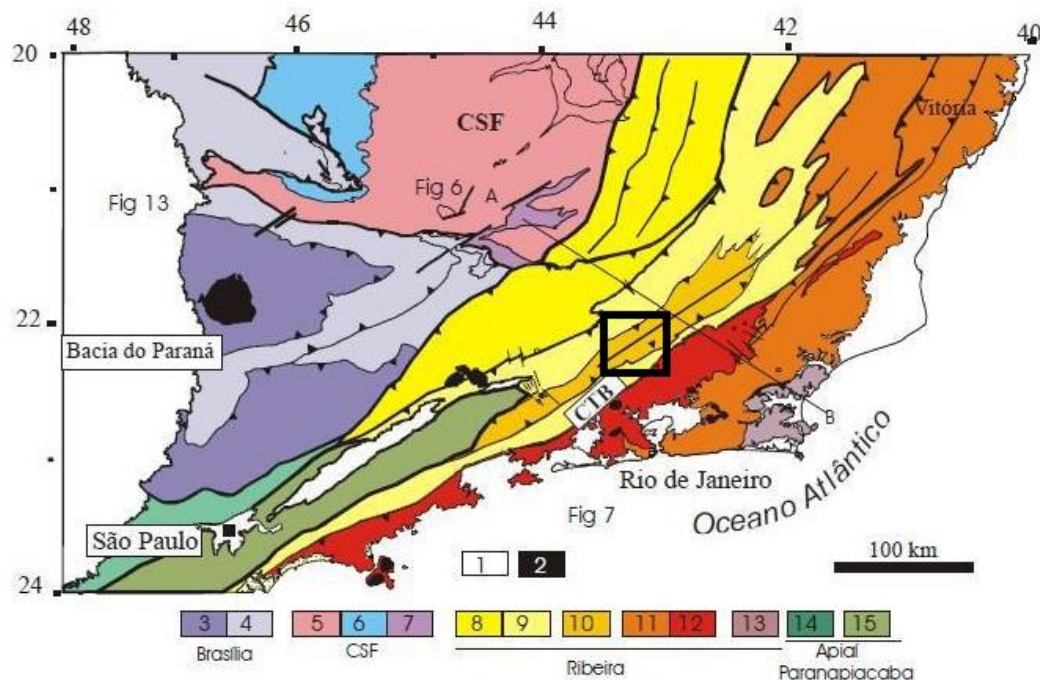 48 46 44 42 40
20
Vitória
CSF
Fig 6 A
Fig 13
22
Bacia do Paraná
CTB
B
Rio de Janeiro
Oceano Atlântico
Fig 7
São Paulo
100 km
1 2
24
3 4 5 6 7 8 9 10 11 12 13 14 15
Brasília CSF Ribeira Apiaí
Paranapiacaba